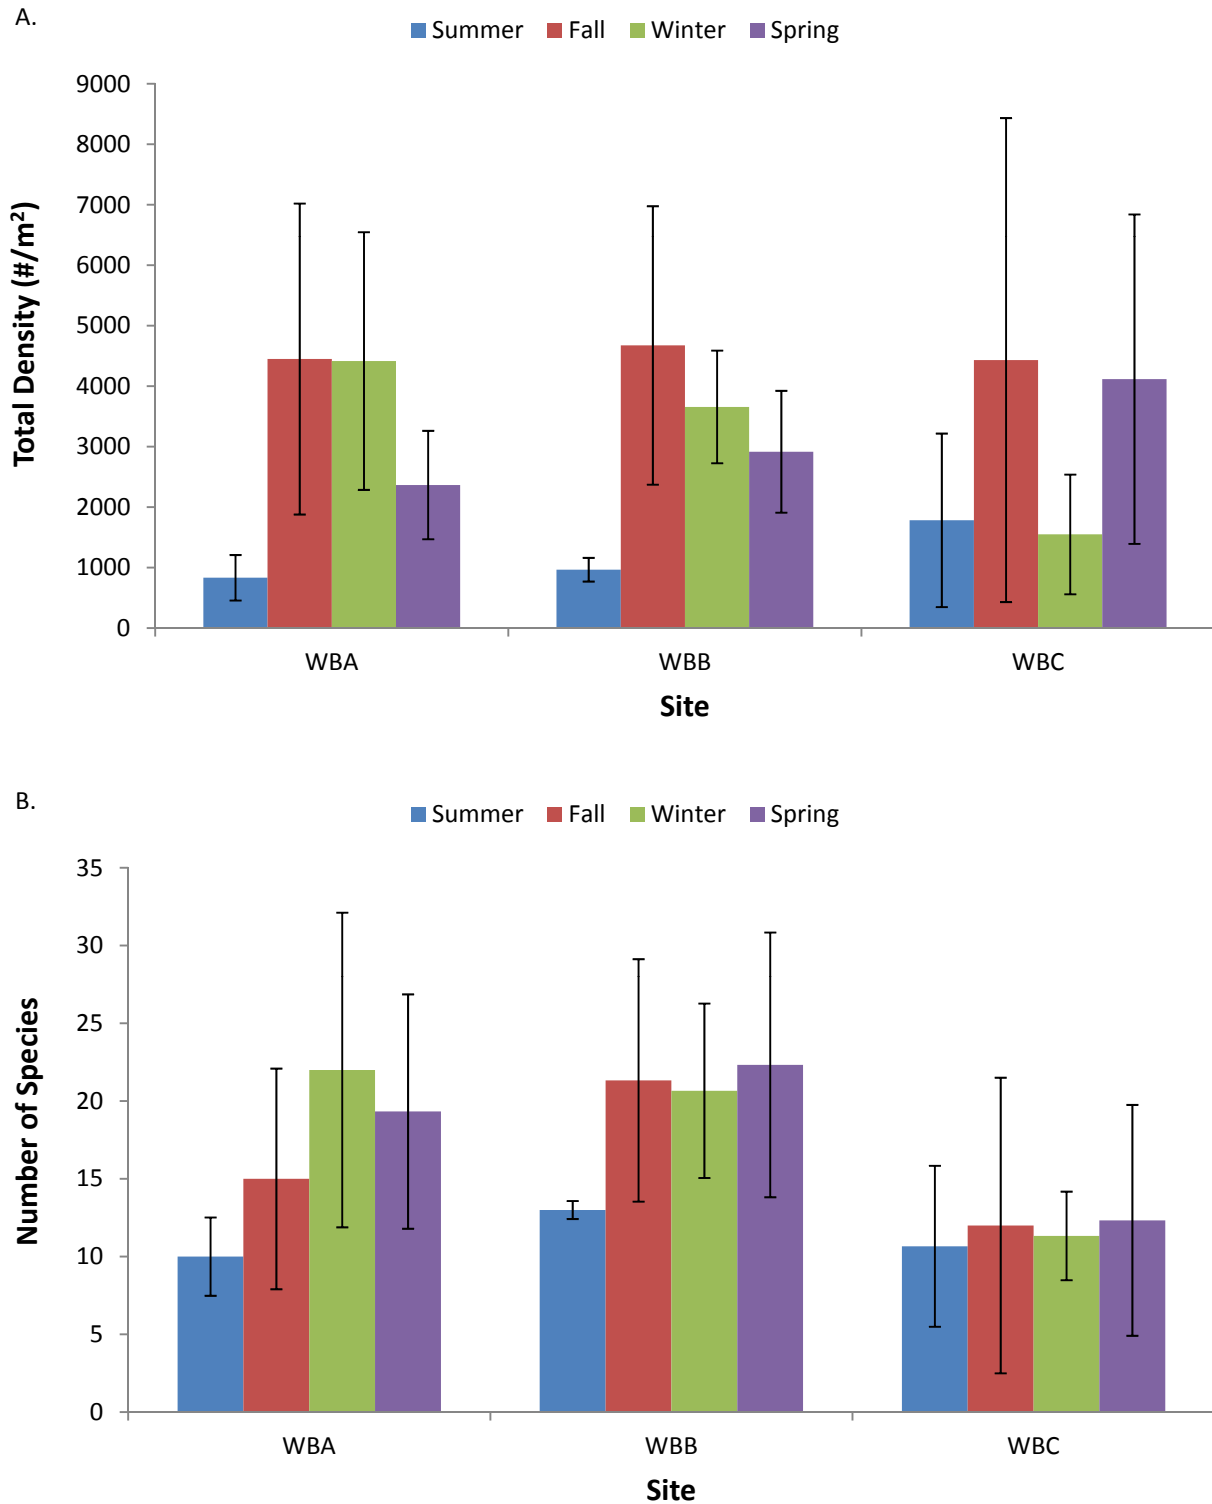 A.
Summer Fall Winter Spring
9000
8000
7000
6000
5000
4000
3000
2000
1000
0
Total Density (#/m²)
WBA WBB WBC
Site
B.
Summer Fall Winter Spring
35
30
25
20
15
10
5
0
Number of Species
WBA WBB WBC
Site